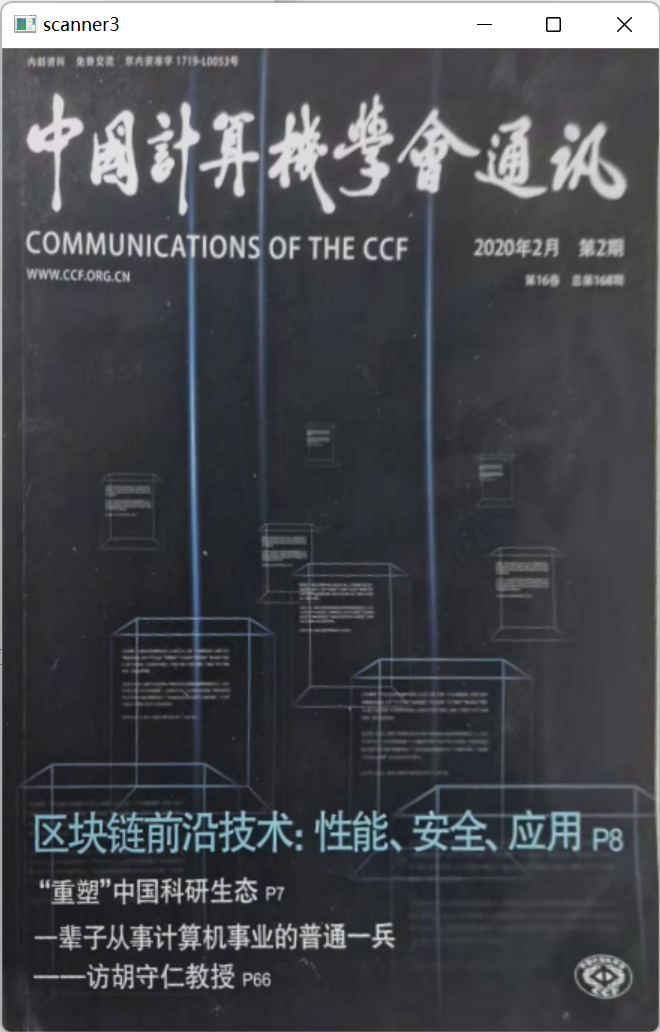 scanner3
内部资料 免费交流 京内资准字1719-L0053号
中國計算機學會通訊
COMMUNICATIONS OF THE CCF 2020年2月 第2期
WWW.CCF.ORG.CN 第16卷 总第168期
区块链前沿技术：性能、安全、应用 P8
“重塑”中国科研生态 P7
一辈子从事计算机事业的普通一兵
——访胡守仁教授 P66
CCF